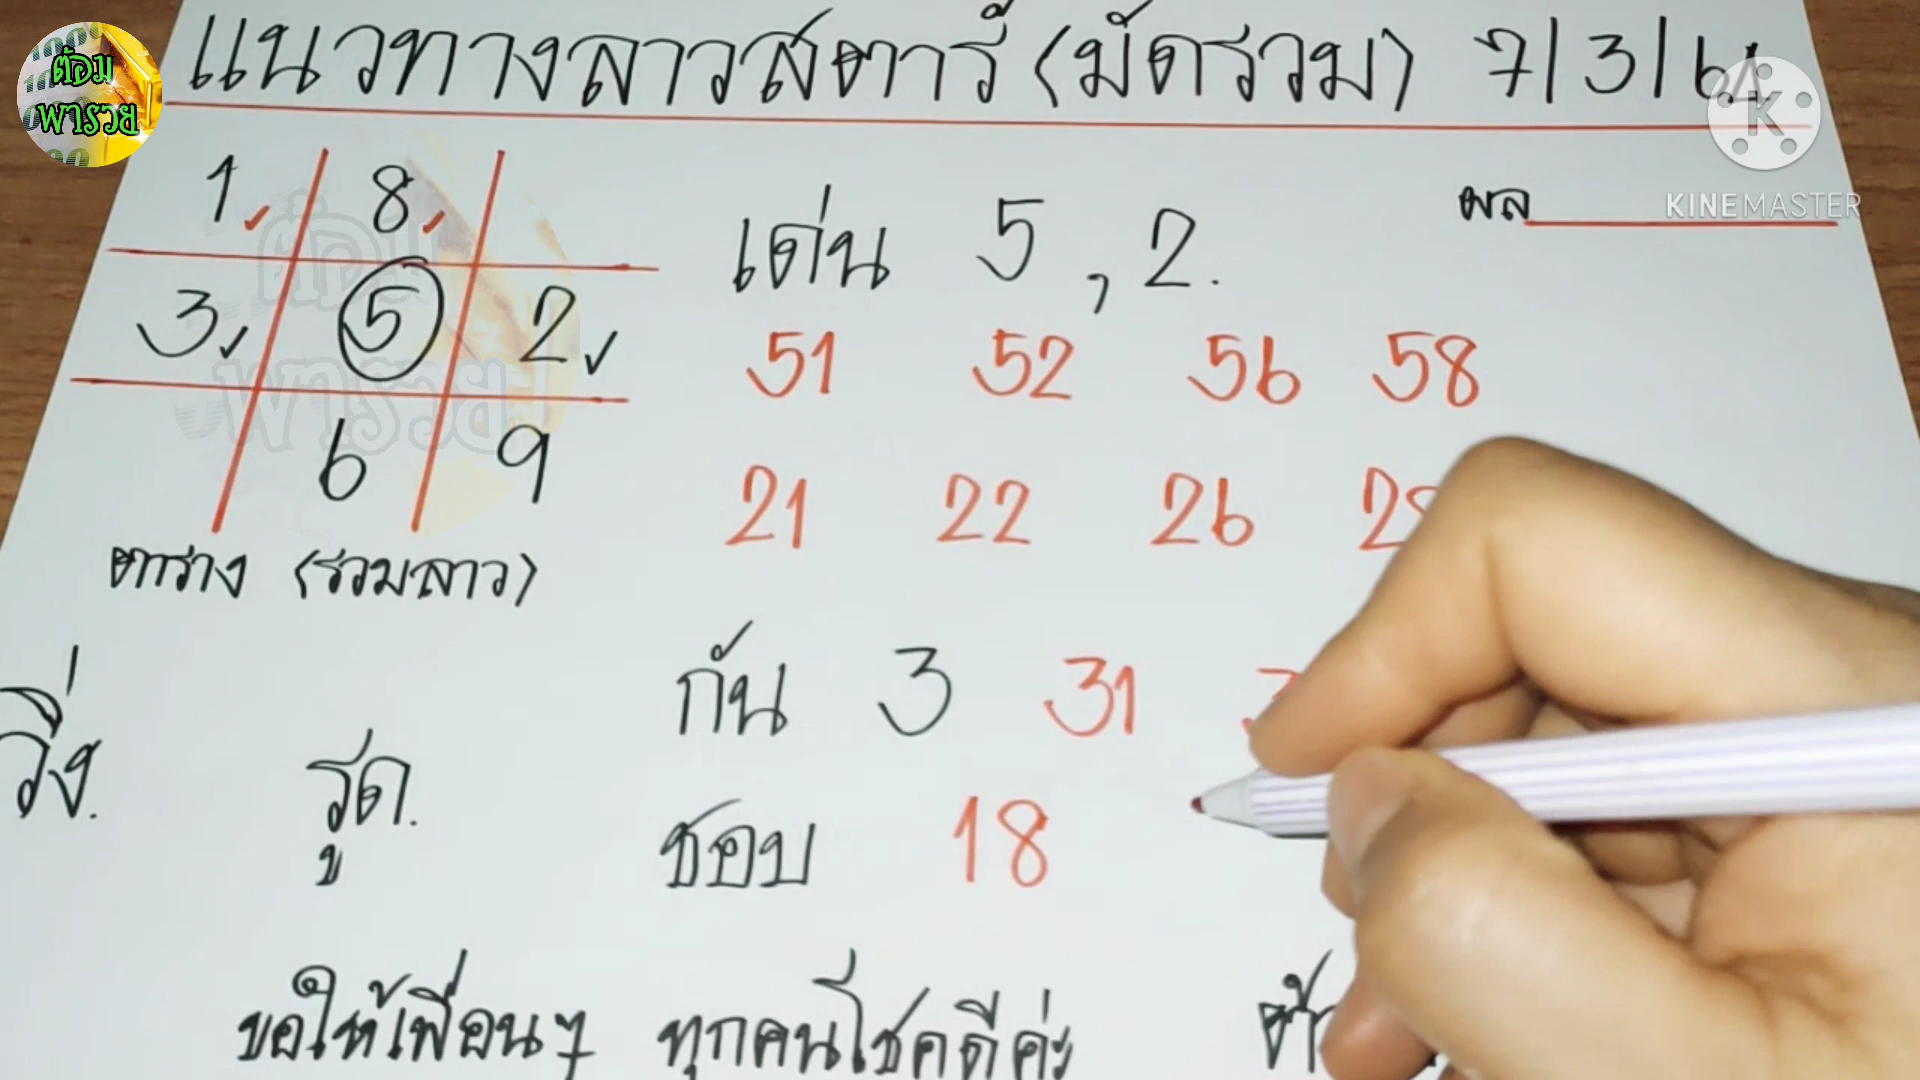 แนวทางลาวสตาร์ (มัดรวม) 7/3/64
ต้อม
พารวย
KINEMASTER
ผล
1 8
3 5 2
6 9
ตาราง (รวมลาว)
เด่น 5 , 2.
51 52 56 58
21 22 26 28
กัน 3 31
วิ่ง. รูด.
ชอบ 18
ขอให้เพื่อนๆ ทุกคนโชคดีค่ะ